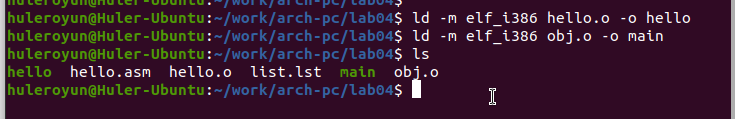 huleroyun@Huler-Ubuntu:~/work/arch-pc/lab04$ ld -m elf_i386 hello.o -o hello
huleroyun@Huler-Ubuntu:~/work/arch-pc/lab04$ ld -m elf_i386 obj.o -o main
huleroyun@Huler-Ubuntu:~/work/arch-pc/lab04$ ls
hello hello.asm hello.o list.lst main obj.o
huleroyun@Huler-Ubuntu:~/work/arch-pc/lab04$